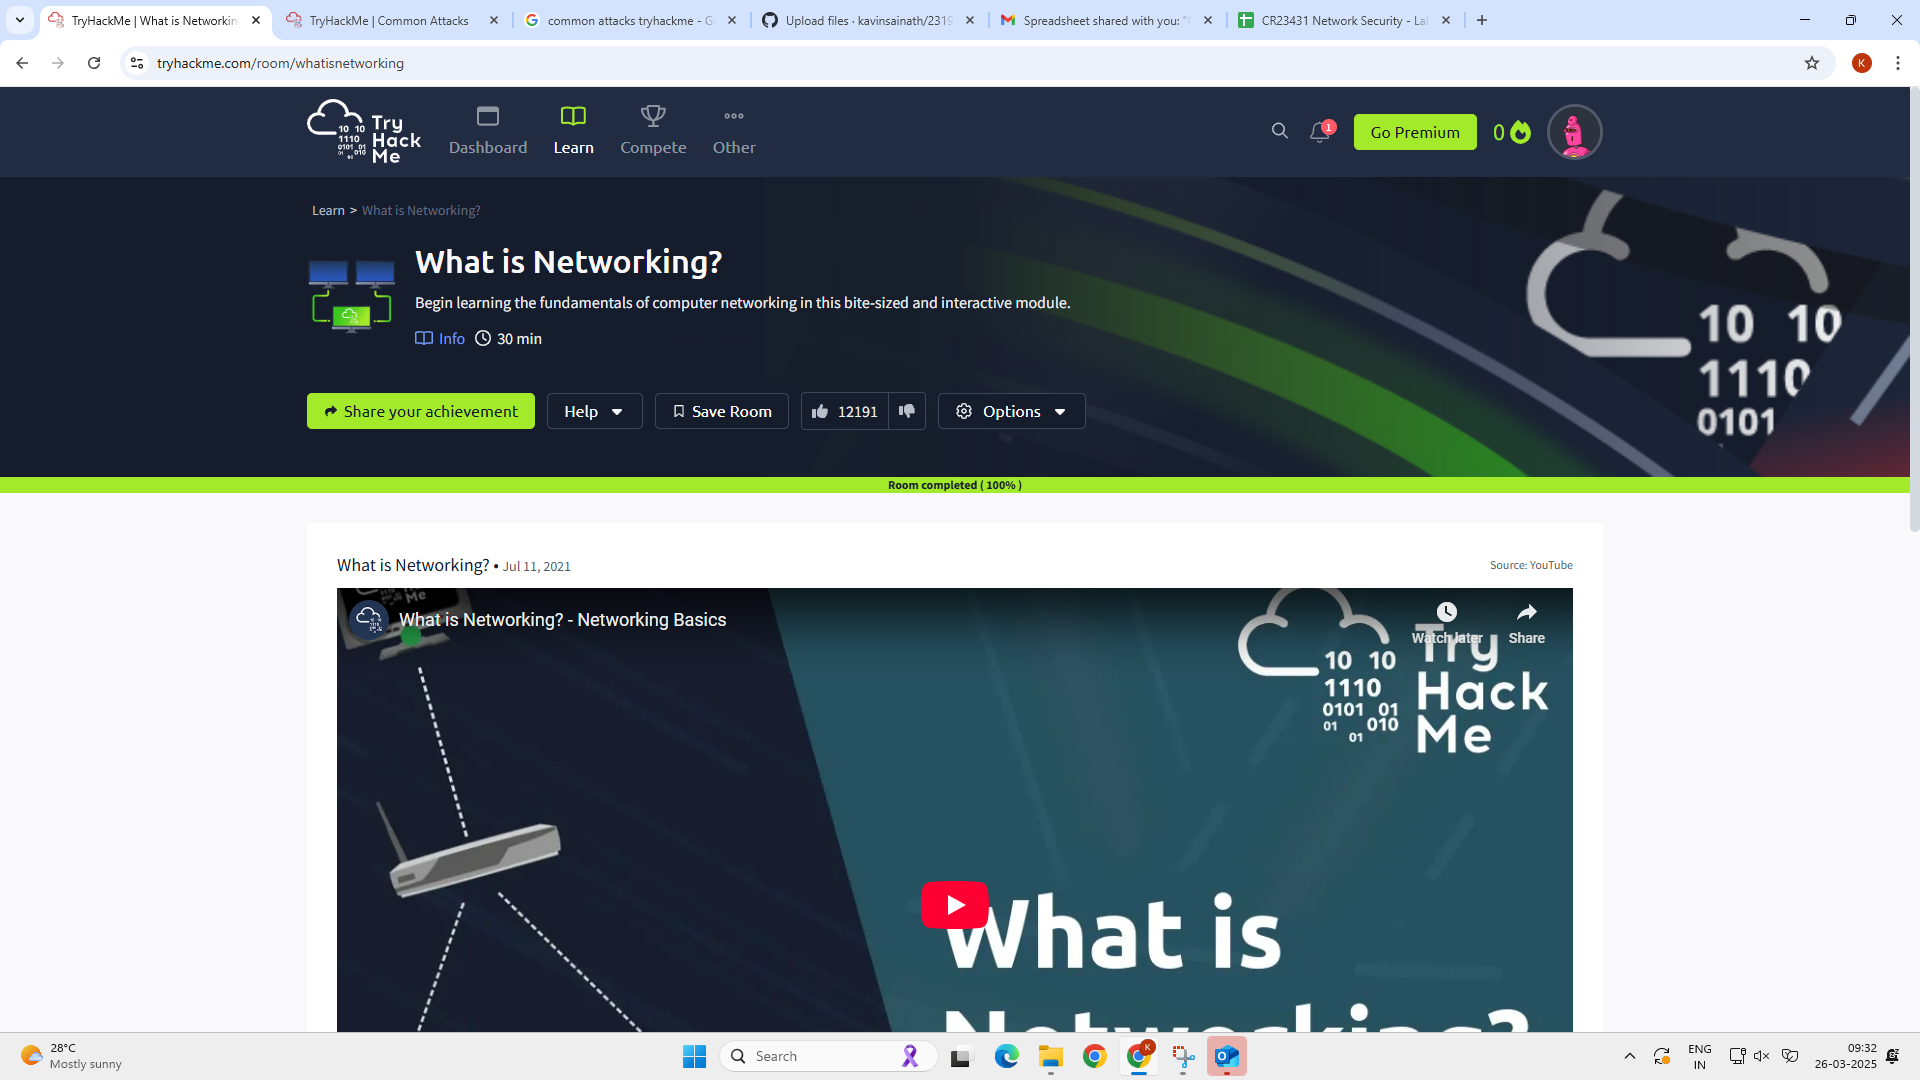 TryHackMe | What is Networkin
TryHackMe | Common Attacks
common attacks tryhackme - G
Upload files · kavinsainath/2319
Spreadsheet shared with you: "C
CR23431 Network Security - Lab
tryhackme.com/room/whatisnetworking
K
10 10
1110
0101 01
01 010
01
Try
Hack
Me
Dashboard
Learn
Compete
Other
1
Go Premium
0
Learn > What is Networking?
What is Networking?
Begin learning the fundamentals of computer networking in this bite-sized and interactive module.
Info
30 min
10 10
1110
0101
Share your achievement
Help
Save Room
12191
Options
Room completed ( 100% )
What is Networking? • Jul 11, 2021
Source: YouTube
Me
What is Networking? - Networking Basics
Watch later
Share
10 10
1110
0101 01
01 010
01
Try
Hack
Me
What is
Networking?
28°C
Mostly sunny
Search
K
ENG
IN
09:32
26-03-2025